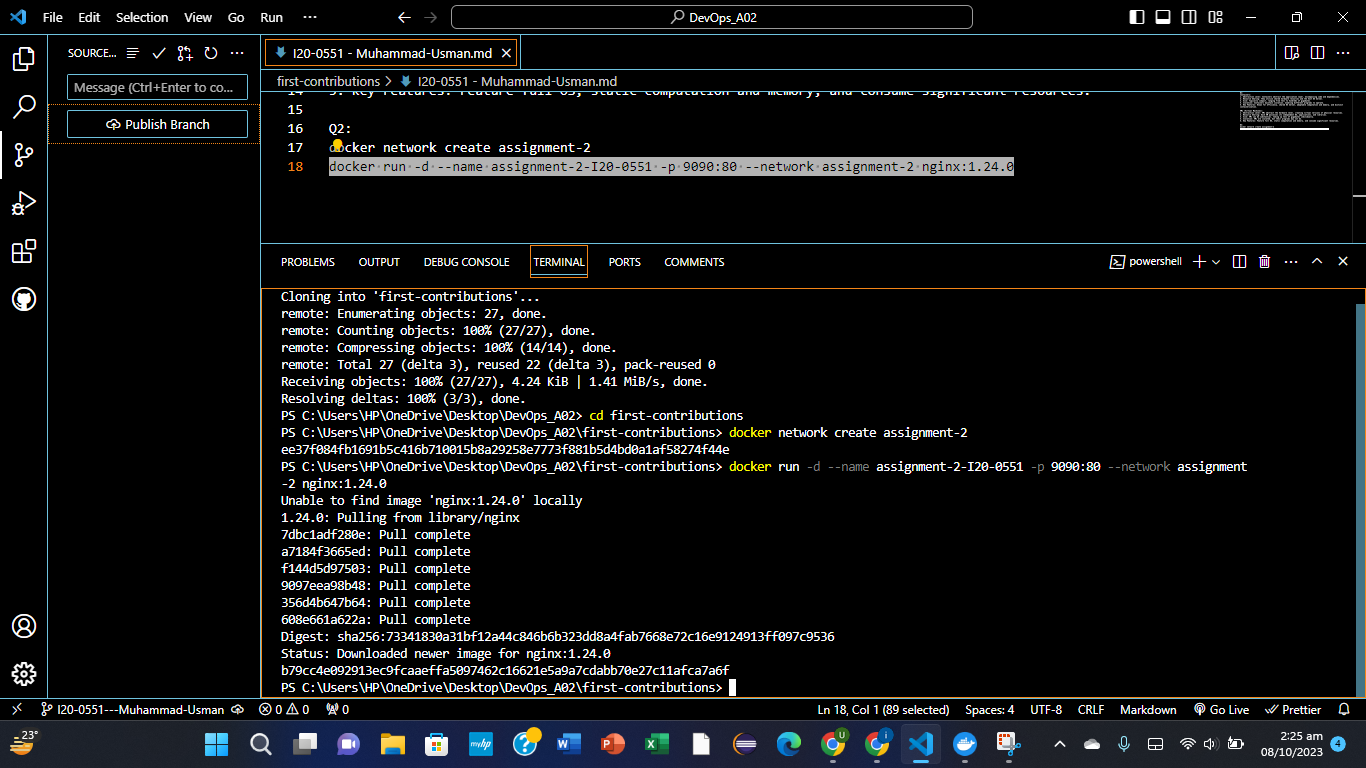 File Edit Selection View Go Run ···
DevOps_A02
SOURCE...
Message (Ctrl+Enter to co...
Publish Branch
I20-0551 - Muhammad-Usman.md
first-contributions > I20-0551 - Muhammad-Usman.md
15
16 Q2:
17 docker network create assignment-2
18 docker run -d --name assignment-2-I20-0551 -p 9090:80 --network assignment-2 nginx:1.24.0
PROBLEMS OUTPUT DEBUG CONSOLE TERMINAL PORTS COMMENTS
powershell
Cloning into 'first-contributions'...
remote: Enumerating objects: 27, done.
remote: Counting objects: 100% (27/27), done.
remote: Compressing objects: 100% (14/14), done.
remote: Total 27 (delta 3), reused 22 (delta 3), pack-reused 0
Receiving objects: 100% (27/27), 4.24 KiB | 1.41 MiB/s, done.
Resolving deltas: 100% (3/3), done.
PS C:\Users\HP\OneDrive\Desktop\DevOps_A02> cd first-contributions
PS C:\Users\HP\OneDrive\Desktop\DevOps_A02\first-contributions> docker network create assignment-2
ee37f084fb1691b5c416b710015b8a29258e7773f881b5d4bd0a1af58274f44e
PS C:\Users\HP\OneDrive\Desktop\DevOps_A02\first-contributions> docker run -d --name assignment-2-I20-0551 -p 9090:80 --network assignment
-2 nginx:1.24.0
Unable to find image 'nginx:1.24.0' locally
1.24.0: Pulling from library/nginx
7dbc1adf280e: Pull complete
a7184f3665ed: Pull complete
f144d5d97503: Pull complete
9097eea98b48: Pull complete
356d4b647b64: Pull complete
608e661a622a: Pull complete
Digest: sha256:73341830a31bf12a44c846b6b323dd8a4fab7668e72c16e9124913ff097c9536
Status: Downloaded newer image for nginx:1.24.0
b79cc4e092913ec9fcaaeffa5097462c16621e5a9a7cdabb70e27c11afca7a6f
PS C:\Users\HP\OneDrive\Desktop\DevOps_A02\first-contributions>
I20-0551---Muhammad-Usman 0 0 0 Ln 18, Col 1 (89 selected) Spaces: 4 UTF-8 CRLF Markdown Go Live Prettier
23°
2:25 am
08/10/2023
4